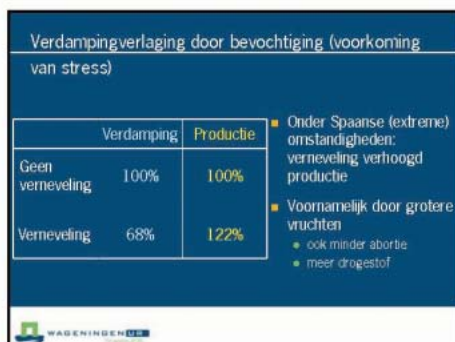 Verdampingverlaging door bevochtiging (voorkoming
van stress)
Verdamping Productie
Geen
verneveling 100% 100%
Verneveling 68% 122%
Onder Spaanse (extreme)
omstandigheden:
verneveling verhoogd
productie
Voornamelijk door grotere
vruchten
ook minder abortie
meer drogestof
WAGENINGEN UR